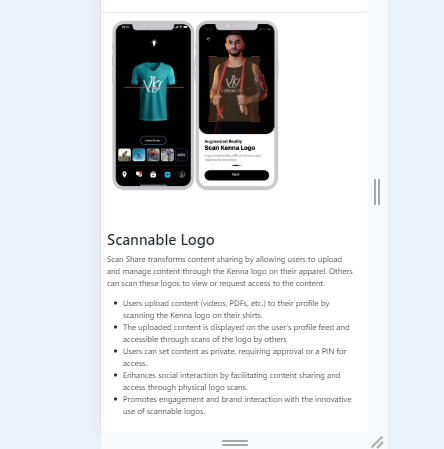 Augmented Reality
Scan Kenna Logo
Next
Scannable Logo
Scan Share transforms content sharing by allowing users to upload
and manage content through the Kenna logo on their apparel. Others
can scan these logos to view or request access to the content.
Users upload content (videos, PDFs, etc.) to their profile by
scanning the Kenna logo on their shirts.
The uploaded content is displayed on the user's profile feed and
accessible through scans of the logo by others
Users can set content as private, requiring approval or a PIN for
access.
Enhances social interaction by facilitating content sharing and
access through physical logo scans.
Promotes engagement and brand interaction with the innovative
use of scannable logos.